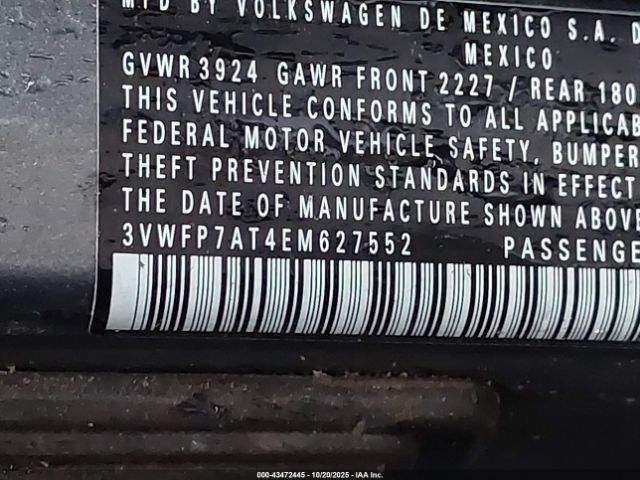 MFD BY VOLKSWAGEN DE MEXICO S.A. D
MEXICO
GVWR 3924 GAWR FRONT 2227 / REAR 180
THIS VEHICLE CONFORMS TO ALL APPLICAB
FEDERAL MOTOR VEHICLE SAFETY, BUMPER
THEFT PREVENTION STANDARDS IN EFFECT
THE DATE OF MANUFACTURE SHOWN ABOVE
3VWFP7AT4EM627552 PASSENGE
000-43472445 - 10/20/2025 - IAA Inc.